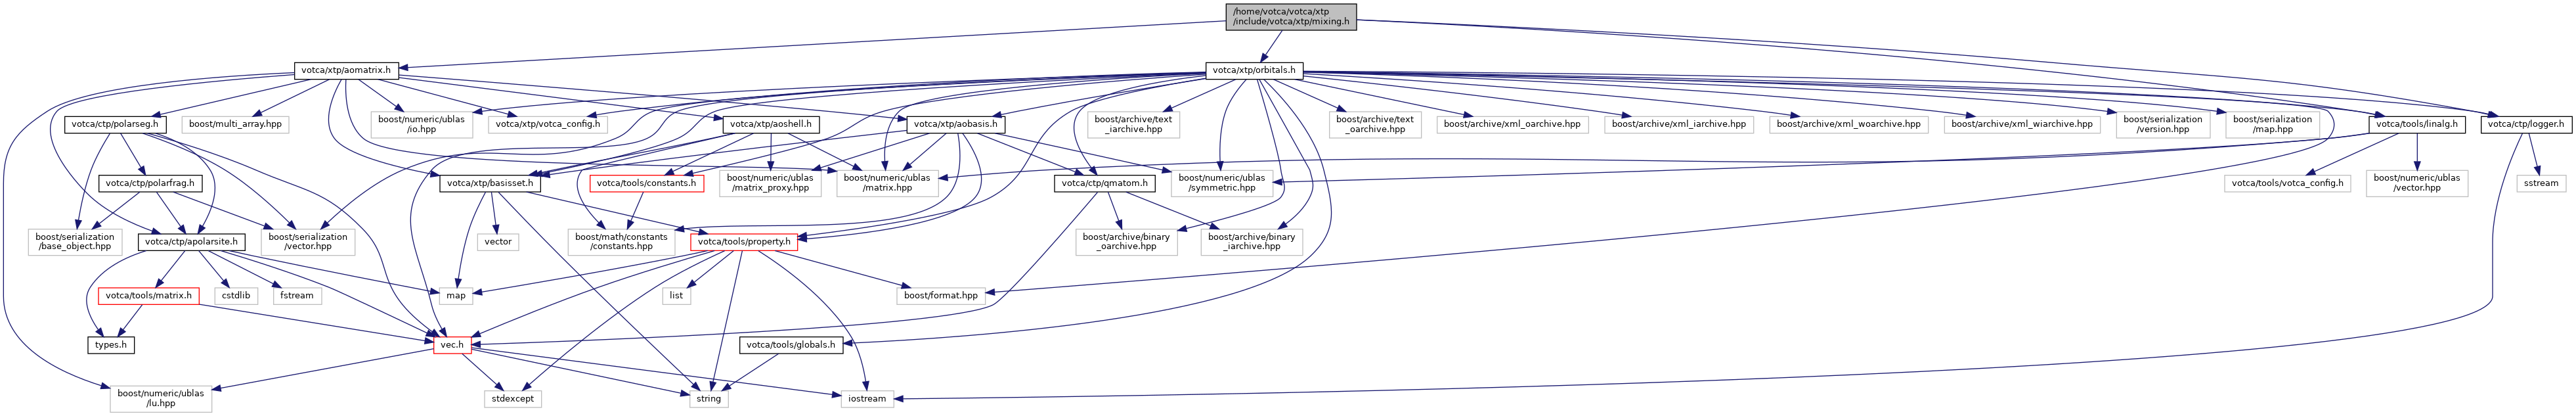 /home/votca/votca/xtp
/include/votca/xtp/mixing.h
votca/xtp/aomatrix.h
votca/xtp/orbitals.h
votca/ctp/polarseg.h
boost/multi_array.hpp
boost/numeric/ublas
/io.hpp
votca/xtp/votca_config.h
votca/xtp/aoshell.h
votca/xtp/aobasis.h
boost/archive/text
_iarchive.hpp
boost/archive/text
_oarchive.hpp
boost/archive/xml_oarchive.hpp
boost/archive/xml_iarchive.hpp
boost/archive/xml_woarchive.hpp
boost/archive/xml_wiarchive.hpp
boost/serialization
/version.hpp
boost/serialization
/map.hpp
votca/tools/linalg.h
votca/ctp/logger.h
votca/ctp/polarfrag.h
votca/xtp/basisset.h
votca/tools/constants.h
boost/numeric/ublas
/matrix_proxy.hpp
boost/numeric/ublas
/matrix.hpp
votca/ctp/qmatom.h
boost/numeric/ublas
/symmetric.hpp
votca/tools/votca_config.h
boost/numeric/ublas
/vector.hpp
sstream
boost/serialization
/base_object.hpp
votca/ctp/apolarsite.h
boost/serialization
/vector.hpp
vector
boost/math/constants
/constants.hpp
votca/tools/property.h
boost/archive/binary
_oarchive.hpp
boost/archive/binary
_iarchive.hpp
votca/tools/matrix.h
cstdlib
fstream
map
list
boost/format.hpp
types.h
vec.h
votca/tools/globals.h
boost/numeric/ublas
/lu.hpp
stdexcept
string
iostream